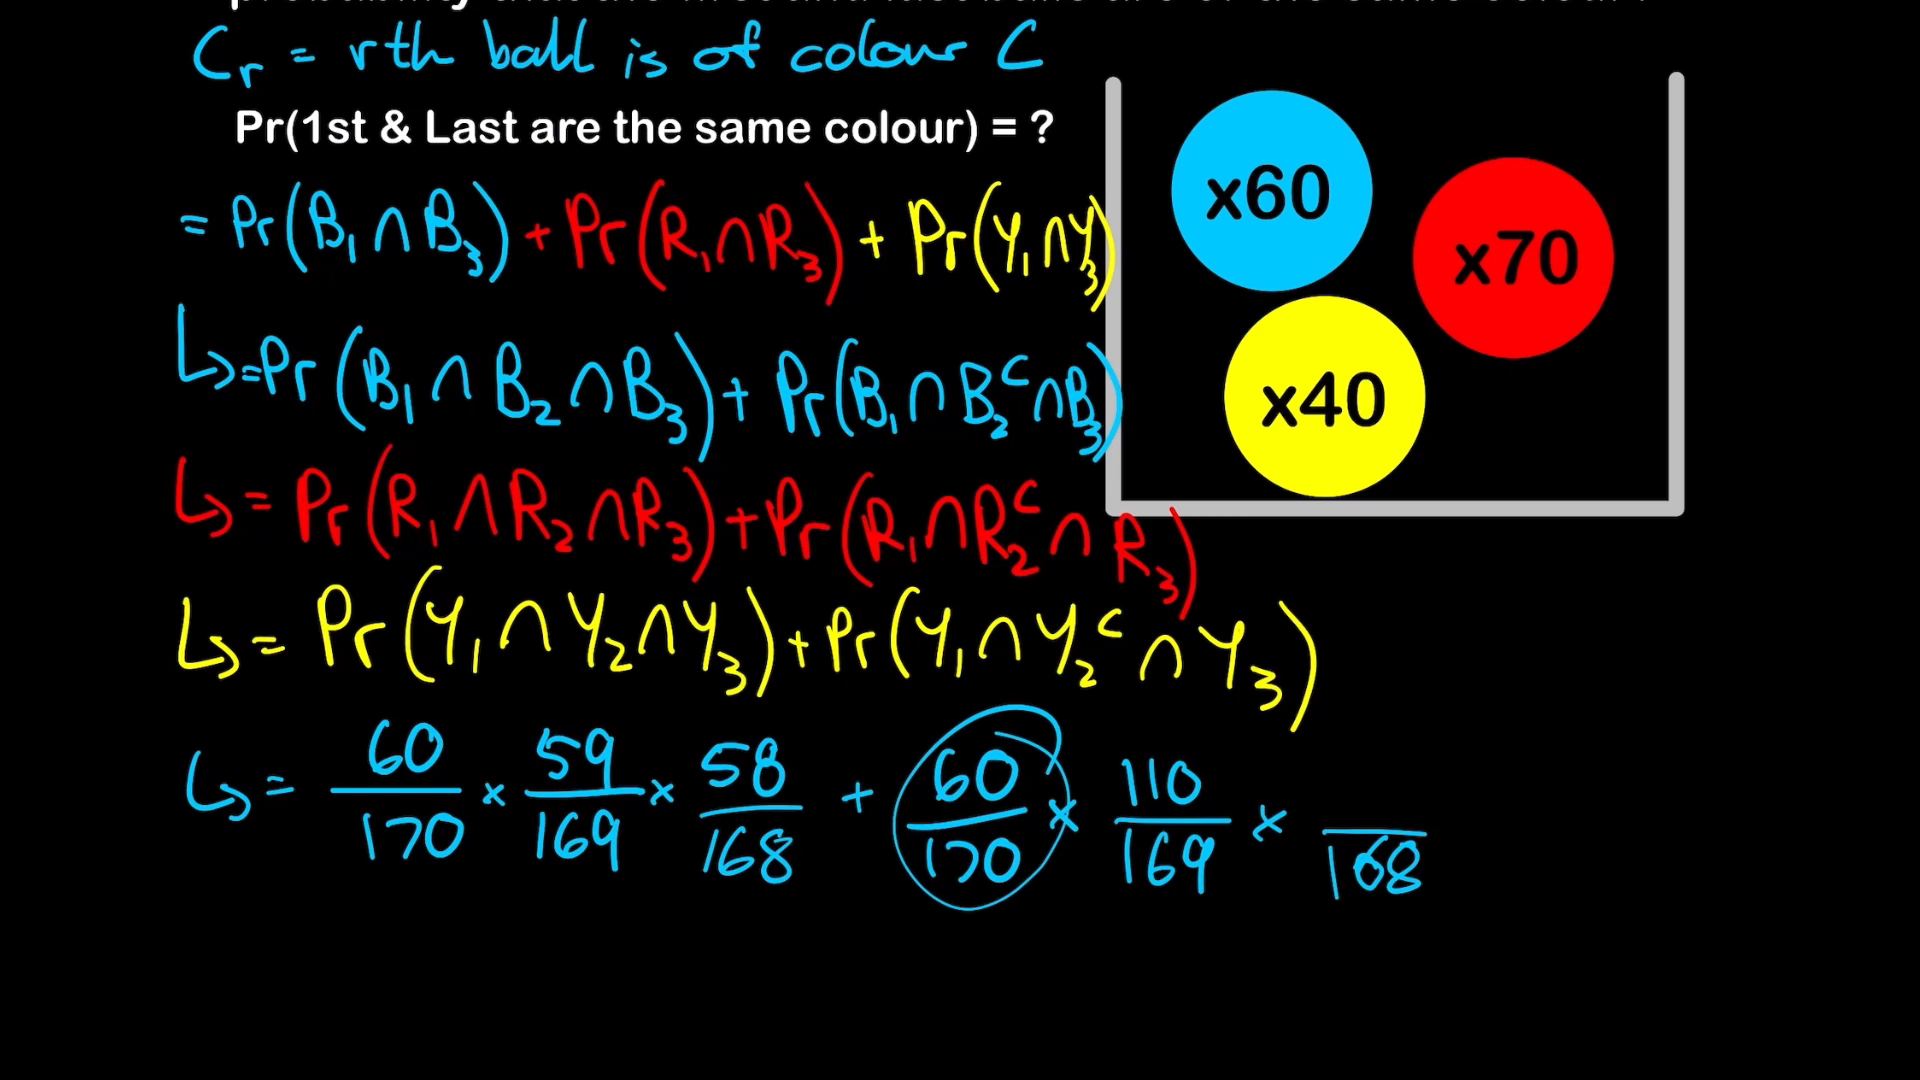 Cr = rth ball is of colour C
Pr(1st & Last are the same colour) = ?
= Pr(B₁∩B₃) + Pr(R₁∩R₃) + Pr(Y₁∩Y₃)
↳ = Pr(B₁∩B₂∩B₃) + Pr(B₁∩B₂ᶜ∩B₃)
↳ = Pr(R₁∩R₂∩R₃) + Pr(R₁∩R₂ᶜ∩R₃)
↳ = Pr(Y₁∩Y₂∩Y₃) + Pr(Y₁∩Y₂ᶜ∩Y₃)
↳ = 60/170 × 59/169 × 58/168 + 60/170 × 110/169 × /168
x60
x70
x40